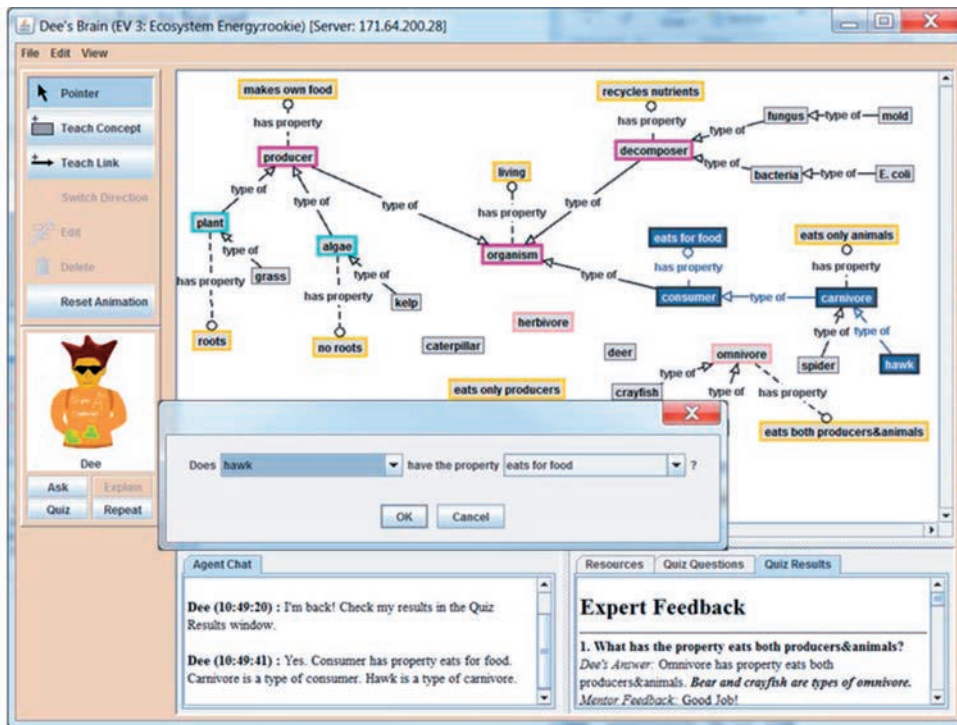 Dee's Brain (EV 3: Ecosystem Energy:rookie) [Server: 171.64.200.28]
File Edit View
Pointer
Teach Concept
Teach Link
Switch Direction
Edit
Delete
Reset Animation
Dee
Ask Explain
Quiz Repeat
makes own food
has property
producer
type of
type of
plant
algae
type of
grass
type of
kelp
has property
has property
roots
no roots
type of
living
has property
organism
recycles nutrients
has property
decomposer
type of
fungus
type of
mold
type of
bacteria
type of
E. coli
type of
eats for food
has property
consumer
type of
type of
carnivore
eats only animals
has property
type of
spider
type of
hawk
herbivore
caterpillar
deer
omnivore
crayfish
type of
type of
has property
eats only producers
eats both producers&animals
Does hawk have the property eats for food ?
OK Cancel
Agent Chat
Dee (10:49:20) : I'm back! Check my results in the Quiz
Results window.
Dee (10:49:41) : Yes. Consumer has property eats for food.
Carnivore is a type of consumer. Hawk is a type of carnivore.
Resources Quiz Questions Quiz Results
Expert Feedback
1. What has the property eats both producers&animals?
Dee's Answer: Omnivore has property eats both
producers&animals. Bear and crayfish are types of omnivore.
Mentor Feedback: Good Job!